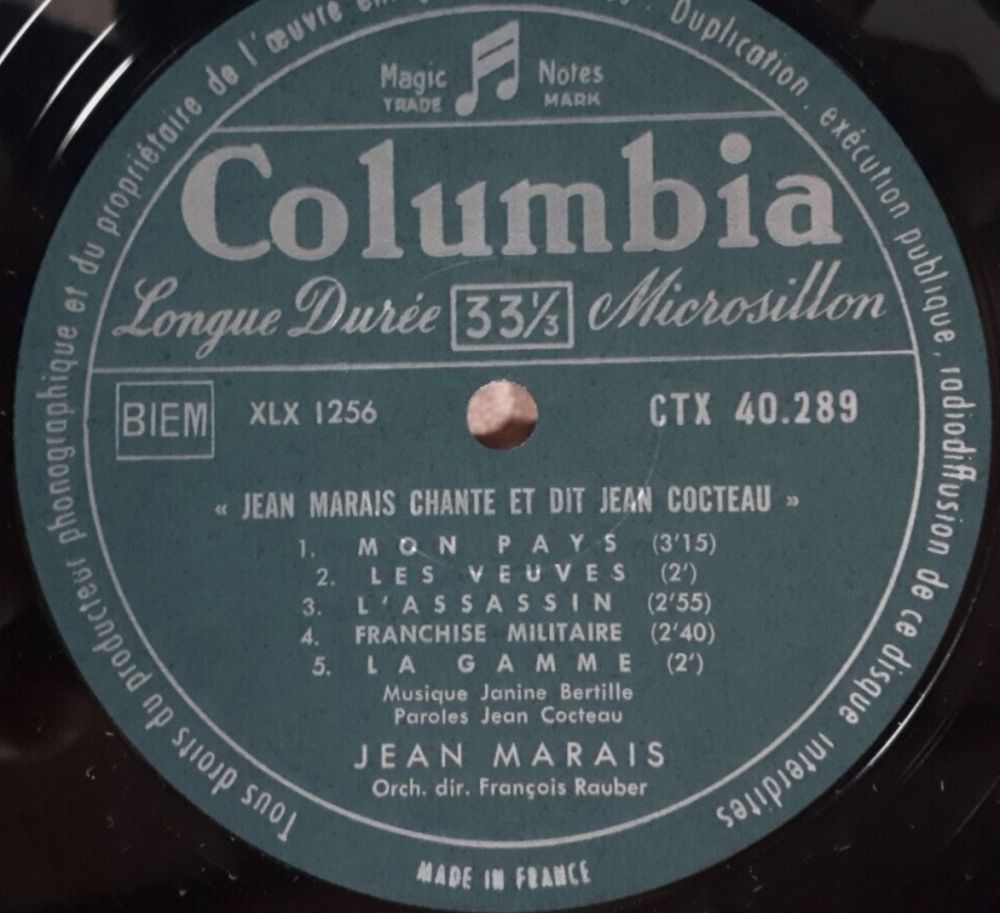 Tous droits du producteur phonographique et du propriétaire de l'œuvre
Duplication, exécution publique, radiodiffusion de ce disque interdites
Magic Notes
TRADE MARK
Columbia
Longue Durée 33⅓ Microsillon
BIEM XLX 1256 CTX 40.289
« JEAN MARAIS CHANTE ET DIT JEAN COCTEAU »
1. MON PAYS (3'15)
2. LES VEUVES (2')
3. L'ASSASSIN (2'55)
4. FRANCHISE MILITAIRE (2'40)
5. LA GAMME (2')
Musique Janine Bertille
Paroles Jean Cocteau
JEAN MARAIS
Orch. dir. François Rauber
MADE IN FRANCE